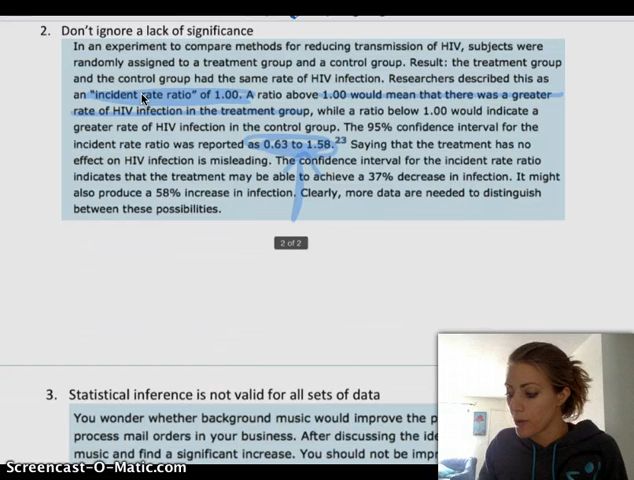 2. Don't ignore a lack of significance
In an experiment to compare methods for reducing transmission of HIV, subjects were
randomly assigned to a treatment group and a control group. Result: the treatment group
and the control group had the same rate of HIV infection. Researchers described this as
an "incident rate ratio" of 1.00. A ratio above 1.00 would mean that there was a greater
rate of HIV infection in the treatment group, while a ratio below 1.00 would indicate a
greater rate of HIV infection in the control group. The 95% confidence interval for the
incident rate ratio was reported as 0.63 to 1.58.23 Saying that the treatment has no
effect on HIV infection is misleading. The confidence interval for the incident rate ratio
indicates that the treatment may be able to achieve a 37% decrease in infection. It might
also produce a 58% increase in infection. Clearly, more data are needed to distinguish
between these possibilities.
2 of 2
3. Statistical inference is not valid for all sets of data
You wonder whether background music would improve the p
process mail orders in your business. After discussing the ide
music and find a significant increase. You should not be impr
Screencast-O-Matic.com